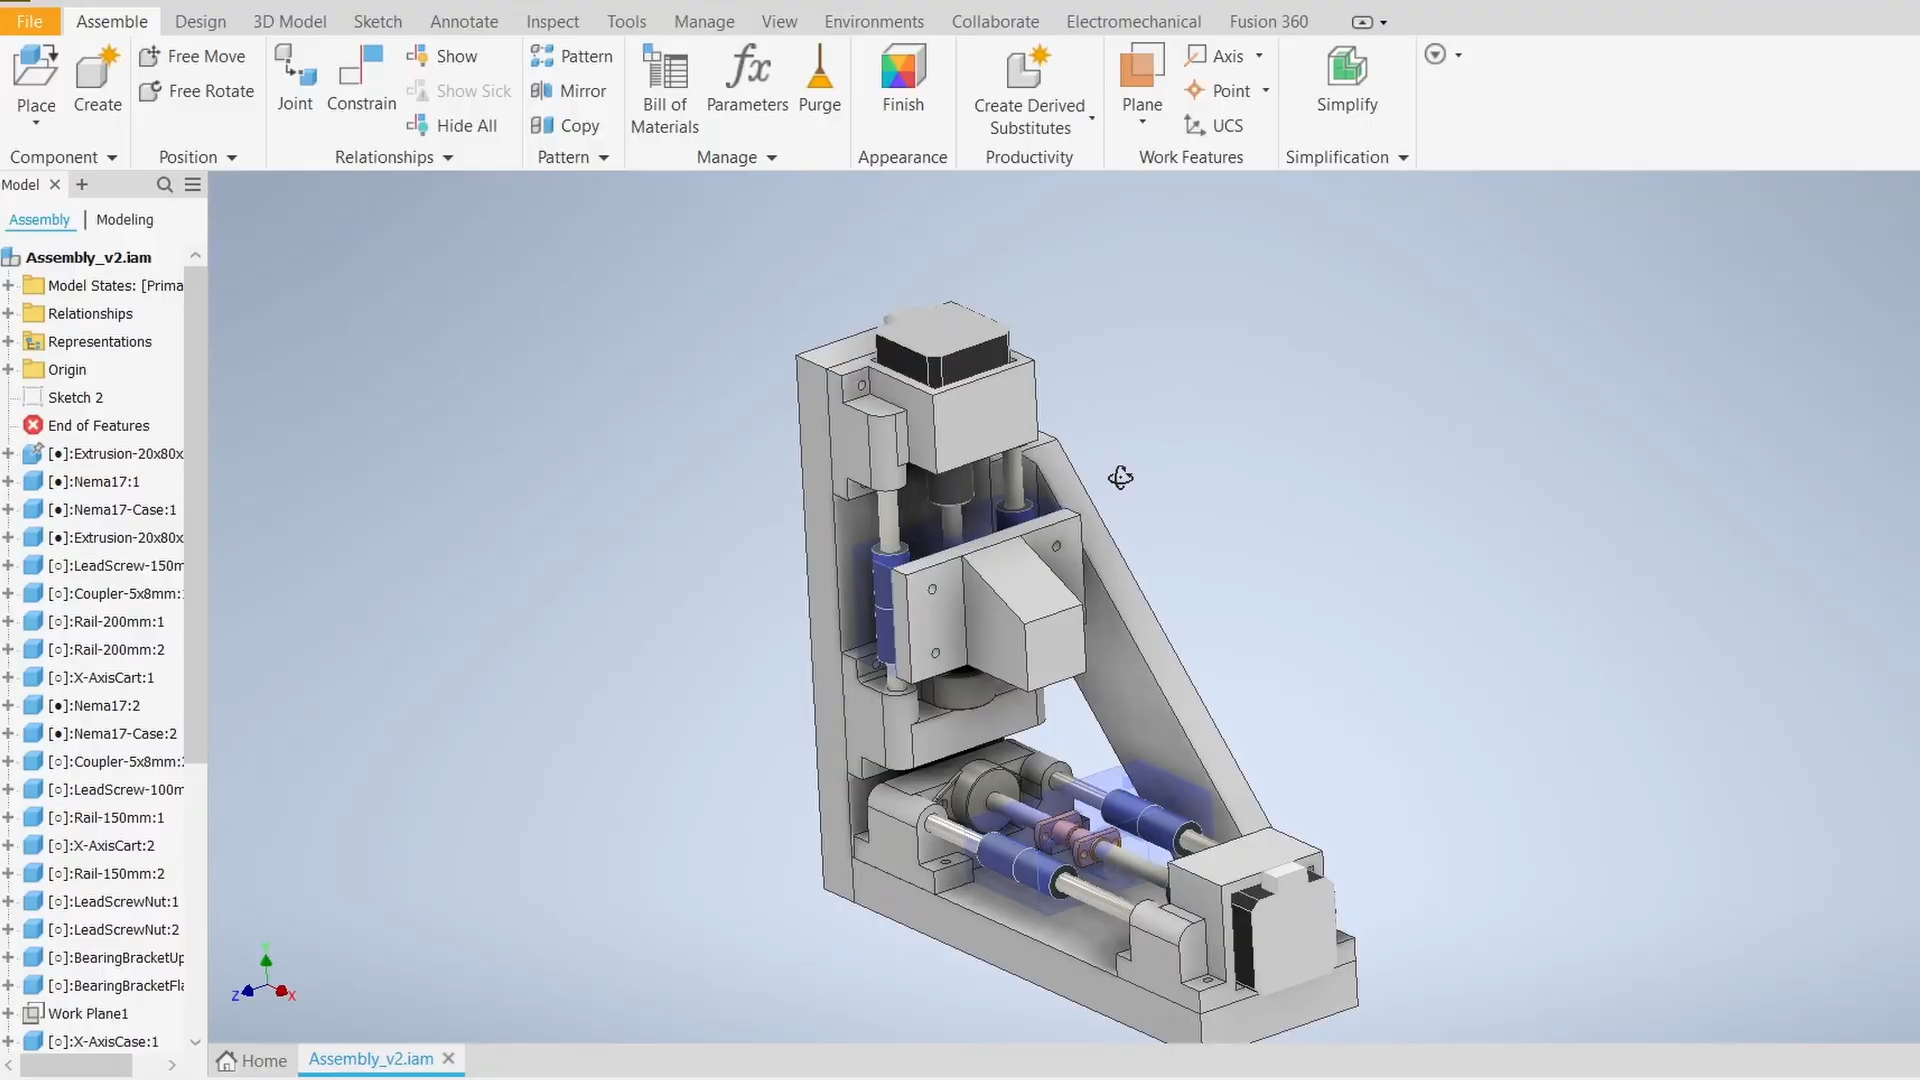 File Assemble Design 3D Model Sketch Annotate Inspect Tools Manage View Environments Collaborate Electromechanical Fusion 360
Place
Create
Free Move
Free Rotate
Joint
Constrain
Show
Show Sick
Hide All
Pattern
Mirror
Copy
Bill of
Materials
fx
Parameters
Purge
Finish
Create Derived
Substitutes
Plane
Axis
Point
UCS
Simplify
Component Position Relationships Pattern Manage Appearance Productivity Work Features Simplification
Model
Assembly | Modeling
Assembly_v2.iam
Model States: [Prima
Relationships
Representations
Origin
Sketch 2
End of Features
[●]:Extrusion-20x80x
[●]:Nema17:1
[●]:Nema17-Case:1
[●]:Extrusion-20x80x
[○]:LeadScrew-150m
[○]:Coupler-5x8mm:
[○]:Rail-200mm:1
[○]:Rail-200mm:2
[○]:X-AxisCart:1
[●]:Nema17:2
[●]:Nema17-Case:2
[○]:Coupler-5x8mm:
[○]:LeadScrew-100m
[○]:Rail-150mm:1
[○]:X-AxisCart:2
[○]:Rail-150mm:2
[○]:LeadScrewNut:1
[○]:LeadScrewNut:2
[○]:BearingBracketUp
[○]:BearingBracketFla
Work Plane1
[○]:X-AxisCase:1
Z X
Home Assembly_v2.iam